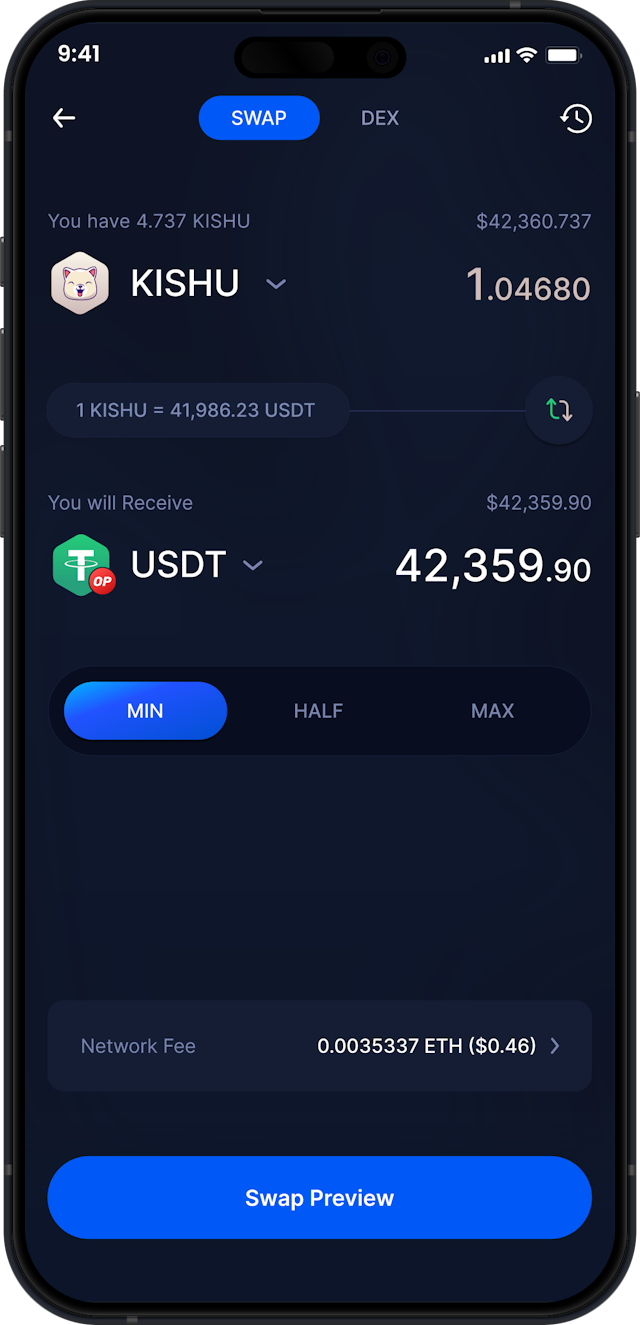 9:41
SWAP DEX
You have 4.737 KISHU $42,360.737
KISHU 1.04680
1 KISHU = 41,986.23 USDT
You will Receive $42,359.90
USDT 42,359.90
OP
MIN HALF MAX
Network Fee 0.0035337 ETH ($0.46)
Swap Preview